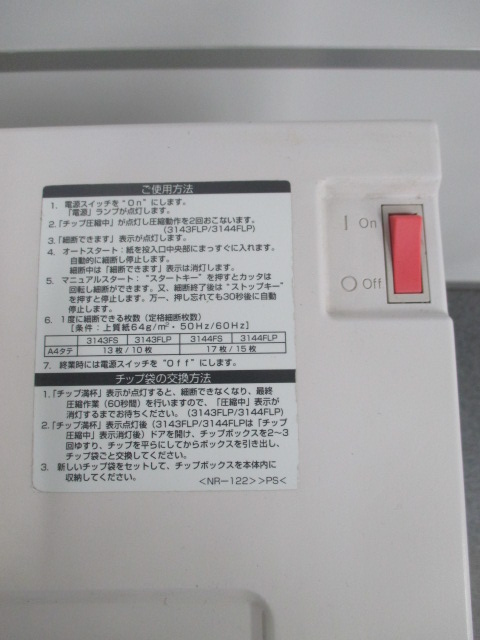 ご使用方法
1. 電源スイッチを"On"にします。
「電源」ランプが点灯します。
2.「チップ圧縮中」が点灯し圧縮動作を2回おこないます。
(3143FLP/3144FLP)
3.「細断できます」表示が点灯します。
4. オートスタート:紙を投入口中央部にまっすぐに入れます。
自動的に細断し停止します。
細断中は「細断できます」表示は消灯します。
5. マニュアルスタート:"スタートキー"を押すとカッタは
回転し細断ができます。又、細断終了後は"ストップキー"
を押すと停止します。万一、押し忘れても30秒後に自動
停止します。
6. 1度に細断できる枚数(定格細断枚数)
[条件:上質紙64g/m²・50Hz/60Hz]
3143FS 3143FLP 3144FS 3144FLP
A4タテ 13枚/10枚 17枚/15枚
7. 終業時には電源スイッチを"Off"にします。
チップ袋の交換方法
1.「チップ満杯」表示が点灯すると、細断できなくなり、最終
圧縮作業(60秒間)を行いますので、「圧縮中」表示が
消灯するまでお待ちください。(3143FLP/3144FLP)
2.「チップ満杯」表示点灯後(3143FLP/3144FLPは「チップ
圧縮中」表示消灯後)ドアを開け、チップボックスを2〜3
回ゆすり、チップを平らにしてからボックスを引き出し、
チップ袋ごと交換してください。
3. 新しいチップ袋をセットして、チップボックスを本体内に
収納してください。
<NR-122>>PS<
On
Off